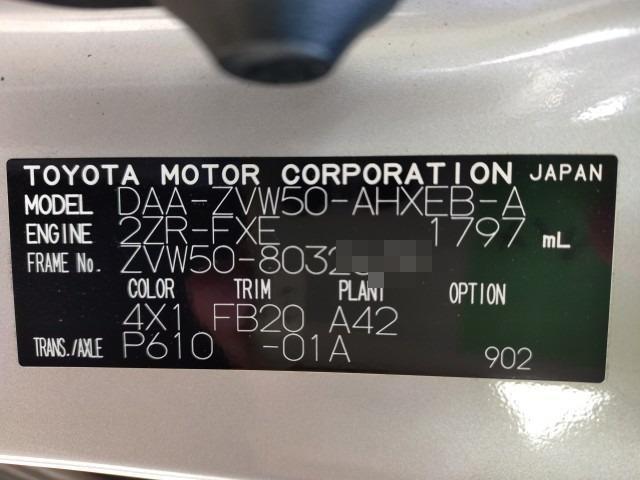 TOYOTA MOTOR CORPORATION JAPAN
MODEL DAA-ZVW50-AHXEB-A
ENGINE 2ZR-FXE 1797 mL
FRAME No. ZVW50-8032
COLOR TRIM PLANT OPTION
4X1 FB20 A42
TRANS./AXLE P610 -01A 902